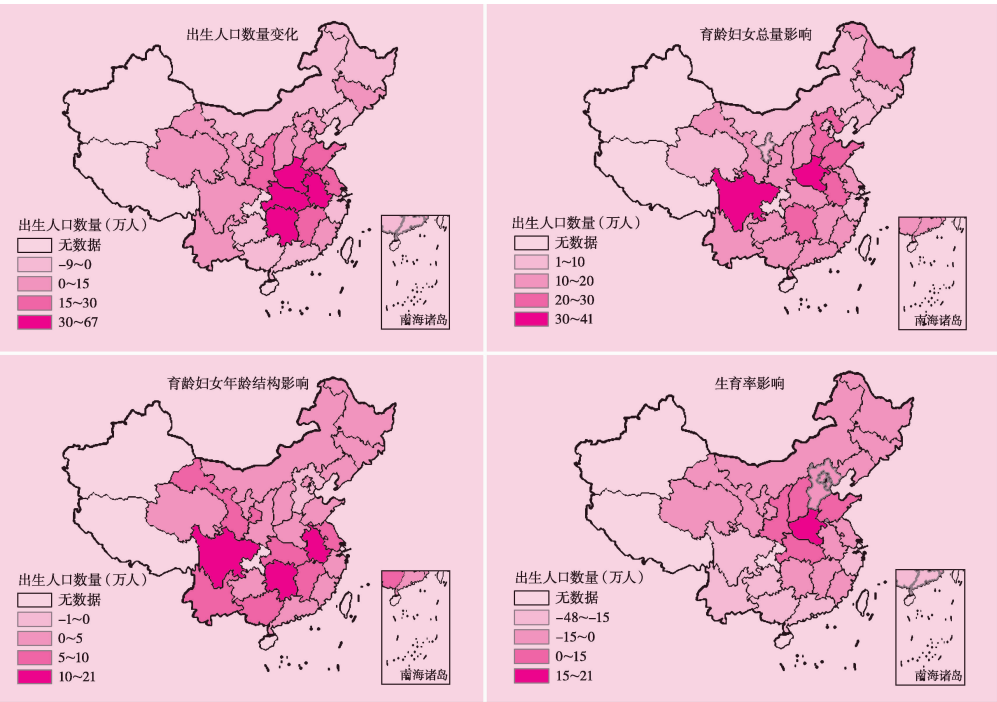 出生人口数量变化
出生人口数量（万人）
无数据
-9~0
0~15
15~30
30~67
南海诸岛
育龄妇女总量影响
出生人口数量（万人）
无数据
1~10
10~20
20~30
30~41
南海诸岛
育龄妇女年龄结构影响
出生人口数量（万人）
无数据
-1~0
0~5
5~10
10~21
南海诸岛
生育率影响
出生人口数量（万人）
无数据
-48~-15
-15~0
0~15
15~21
南海诸岛